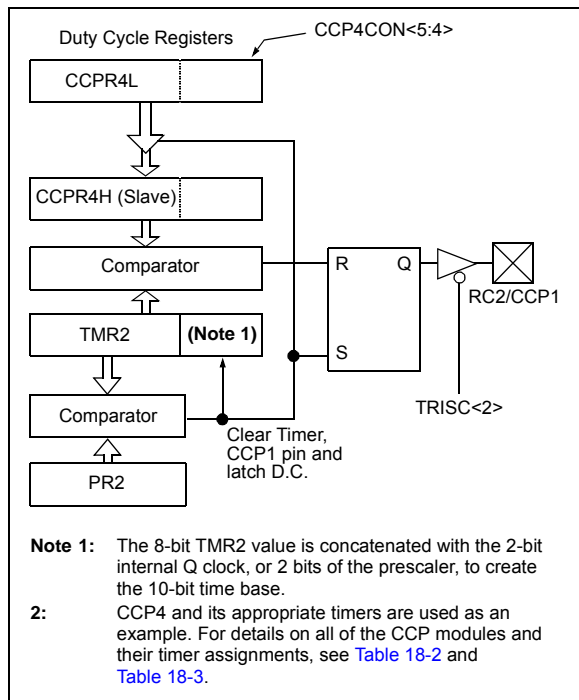 Duty Cycle Registers
CCP4CON<5:4>
CCPR4L
CCPR4H (Slave)
Comparator
R
Q
RC2/CCP1
TMR2
(Note 1)
S
TRISC<2>
Comparator
Clear Timer,
CCP1 pin and
latch D.C.
PR2
Note 1: The 8-bit TMR2 value is concatenated with the 2-bit
internal Q clock, or 2 bits of the prescaler, to create
the 10-bit time base.
2: CCP4 and its appropriate timers are used as an
example. For details on all of the CCP modules and
their timer assignments, see Table 18-2 and
Table 18-3.